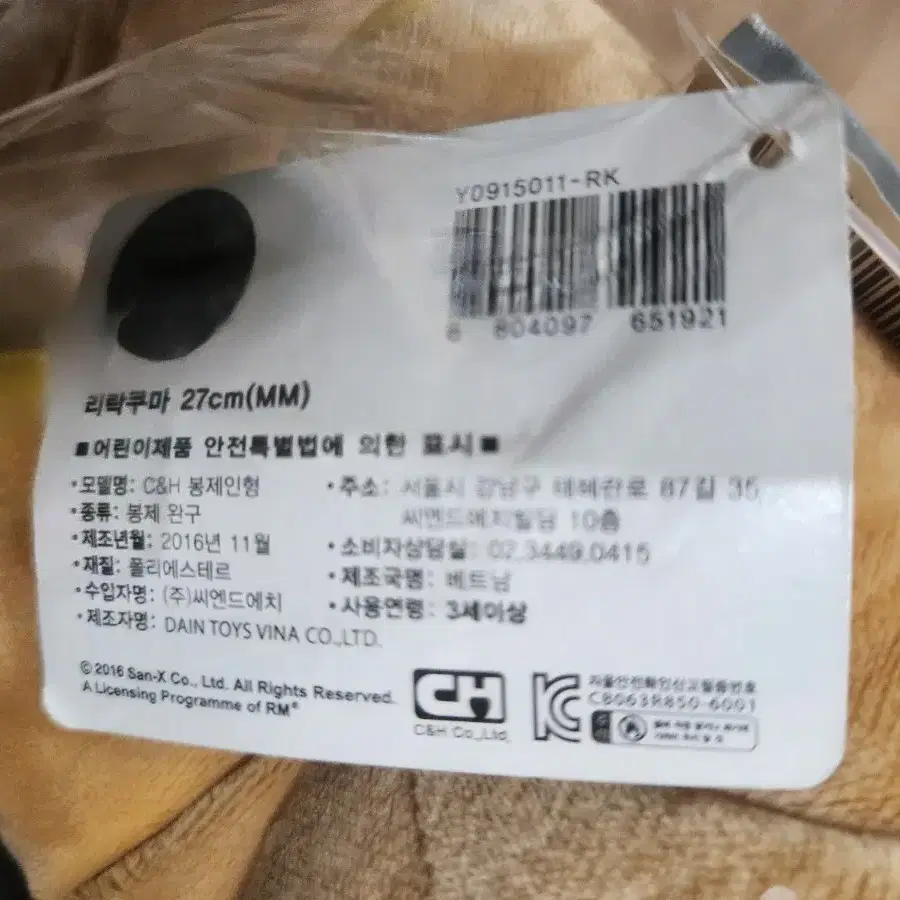 Y0915011-RK
8 804097 651921
리락쿠마 27cm(MM)
■어린이제품 안전특별법에 의한 표시■
•모델명: C&H 봉제인형
•종류: 봉제 완구
•제조년월: 2016년 11월
•재질: 폴리에스테르
•수입자명: (주)씨엔드에치
•제조자명: DAIN TOYS VINA CO.,LTD.
•주소: 서울시 강남구 테헤란로 87길 35
씨엔드에치빌딩 10층
•소비자상담실: 02.3449.0415
•제조국명: 베트남
•사용연령: 3세이상
©2016 San-X Co., Ltd. All Rights Reserved.
A Licensing Programme of RM®
CH
C&H Co.,Ltd.
자율안전확인신고필증번호
CB063R850-6001